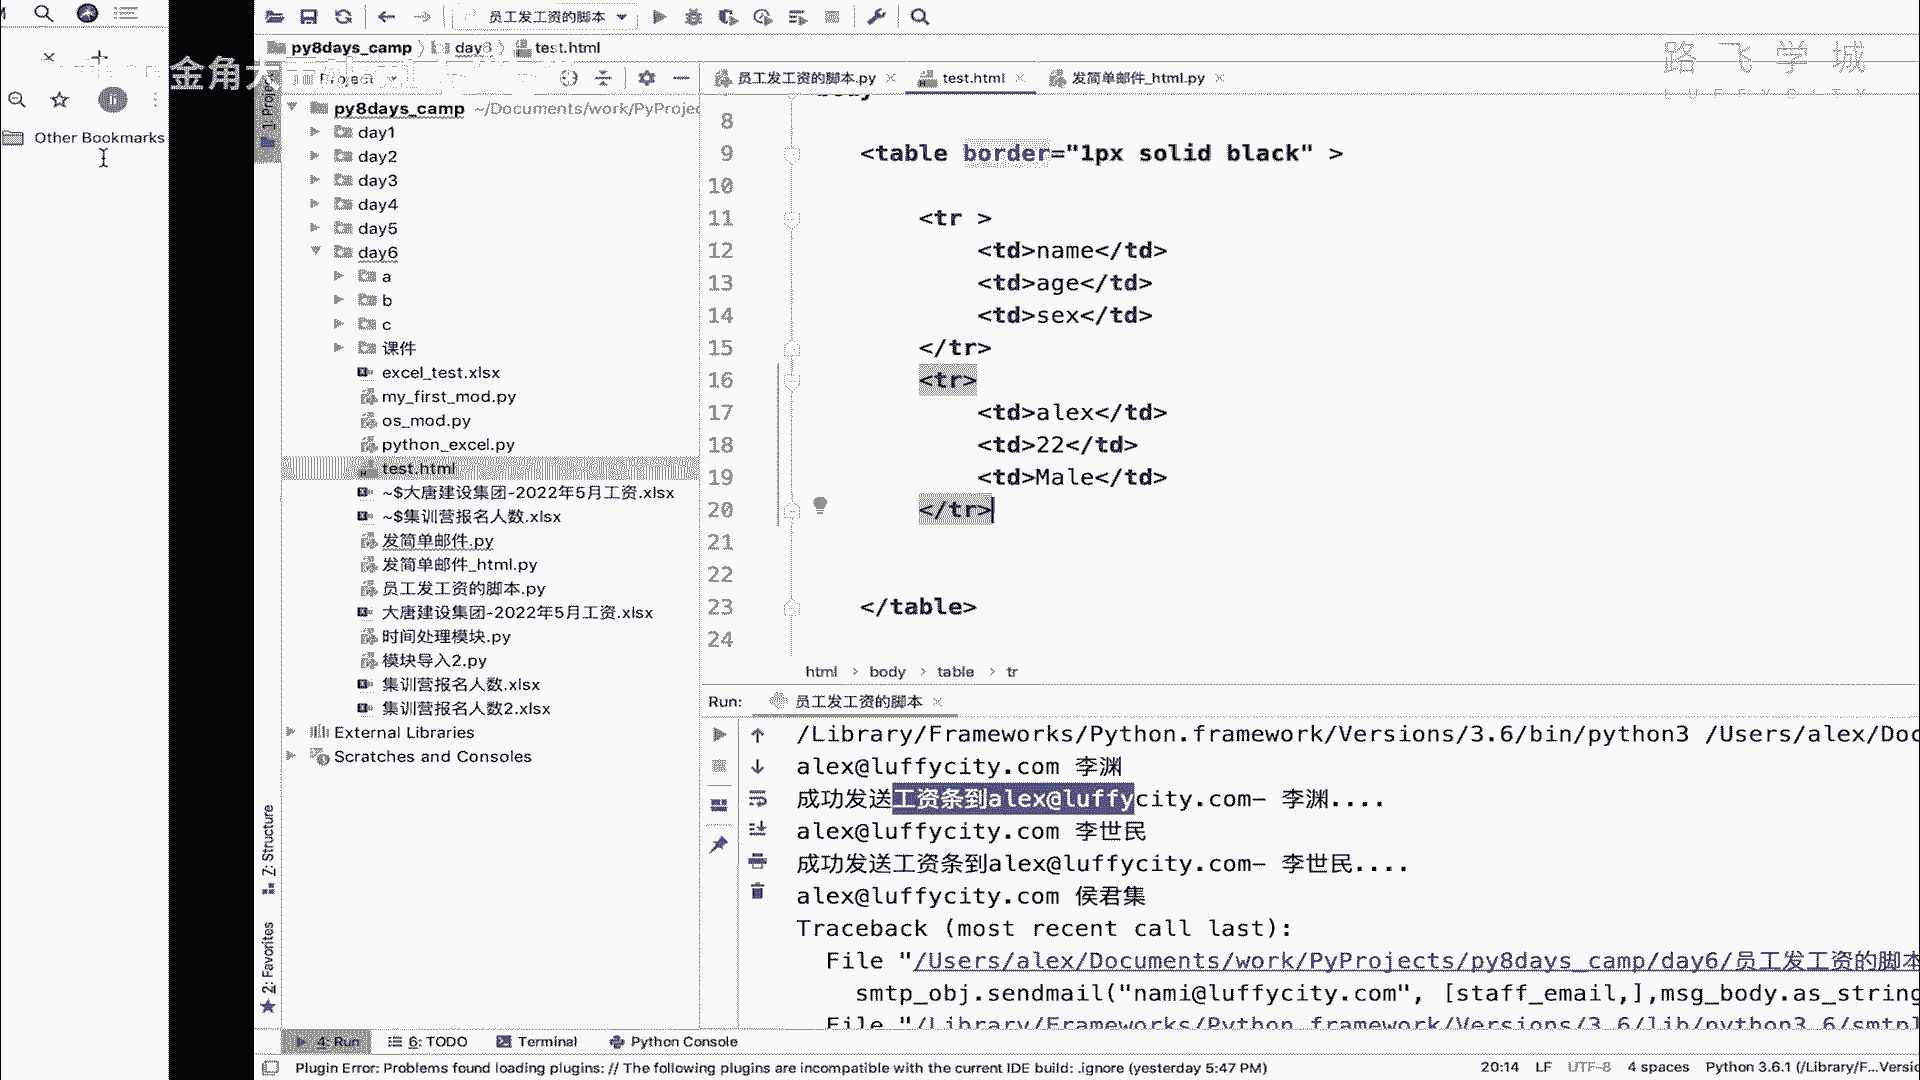 员工发工资的脚本
py8days_camp
day6
test.html
路飞学城
LUFFYCITY
金角大
Project
员工发工资的脚本.py
test.html
发简单邮件_html.py
Other Bookmarks
1: Project
py8days_camp ~/Documents/work/PyProjec
day1
day2
day3
day4
day5
day6
a
b
c
课件
excel_test.xlsx
my_first_mod.py
os_mod.py
python_excel.py
test.html
~$大唐建设集团-2022年5月工资.xlsx
~$集训营报名人数.xlsx
发简单邮件.py
发简单邮件_html.py
员工发工资的脚本.py
大唐建设集团-2022年5月工资.xlsx
时间处理模块.py
模块导入2.py
集训营报名人数.xlsx
集训营报名人数2.xlsx
External Libraries
Scratches and Consoles
8
9 <table border="1px solid black" >
10
11 <tr >
12 <td>name</td>
13 <td>age</td>
14 <td>sex</td>
15 </tr>
16 <tr>
17 <td>alex</td>
18 <td>22</td>
19 <td>Male</td>
20 </tr>
21
22
23 </table>
24
html > body > table > tr
Run: 员工发工资的脚本
/Library/Frameworks/Python.framework/Versions/3.6/bin/python3 /Users/alex/Doc
alex@luffycity.com 李渊
成功发送工资条到alex@luffycity.com- 李渊....
alex@luffycity.com 李世民
成功发送工资条到alex@luffycity.com- 李世民....
alex@luffycity.com 侯君集
Traceback (most recent call last):
File "/Users/alex/Documents/work/PyProjects/py8days_camp/day6/员工发工资的脚本
smtp_obj.sendmail("nami@luffycity.com", [staff_email,],msg_body.as_string
File "/Library/Frameworks/Python.framework/Versions/3.6/lib/python3.6/smtpl
7: Structure
2: Favorites
4: Run
6: TODO
Terminal
Python Console
Plugin Error: Problems found loading plugins: // The following plugins are incompatible with the current IDE build: .ignore (yesterday 5:47 PM)
20:14 LF UTF-8 4 spaces Python 3.6.1 (/Library/F...Versio